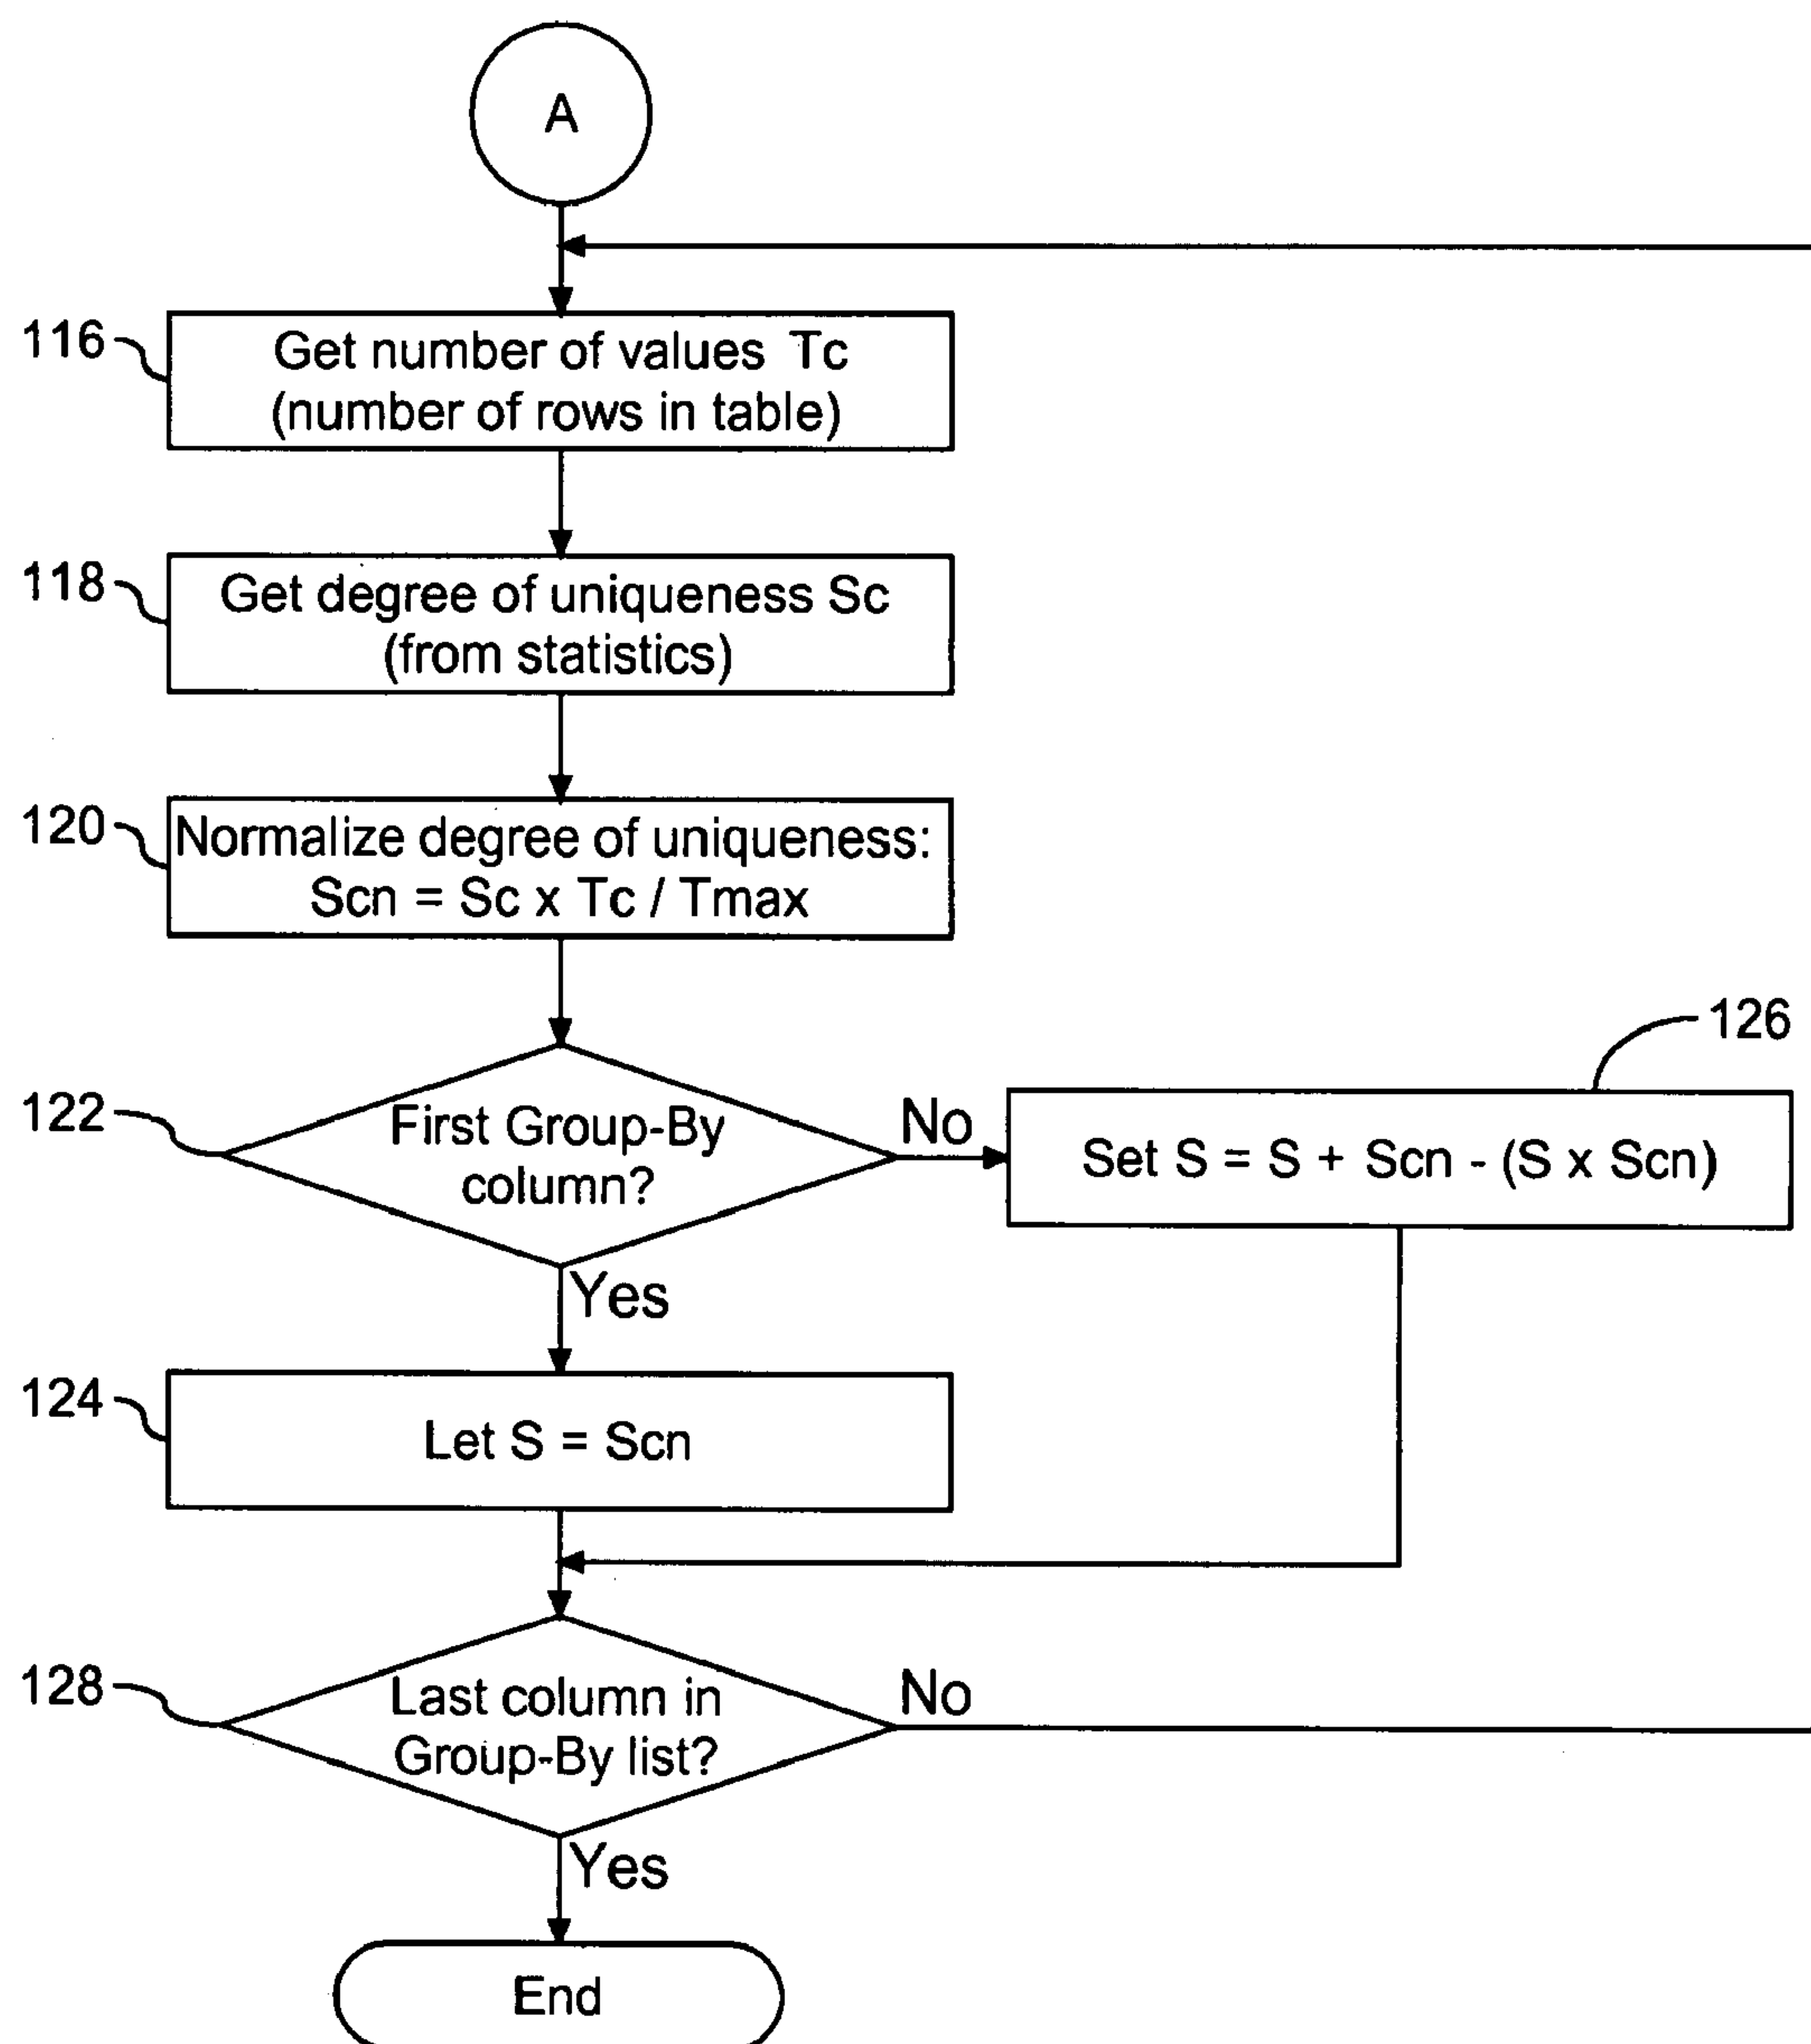 A
116
Get number of values Tc
(number of rows in table)
118
Get degree of uniqueness Sc
(from statistics)
120
Normalize degree of uniqueness:
Scn = Sc x Tc / Tmax
122
First Group-By
column?
No
126
Set S = S + Scn - (S x Scn)
Yes
124
Let S = Scn
128
Last column in
Group-By list?
No
Yes
End